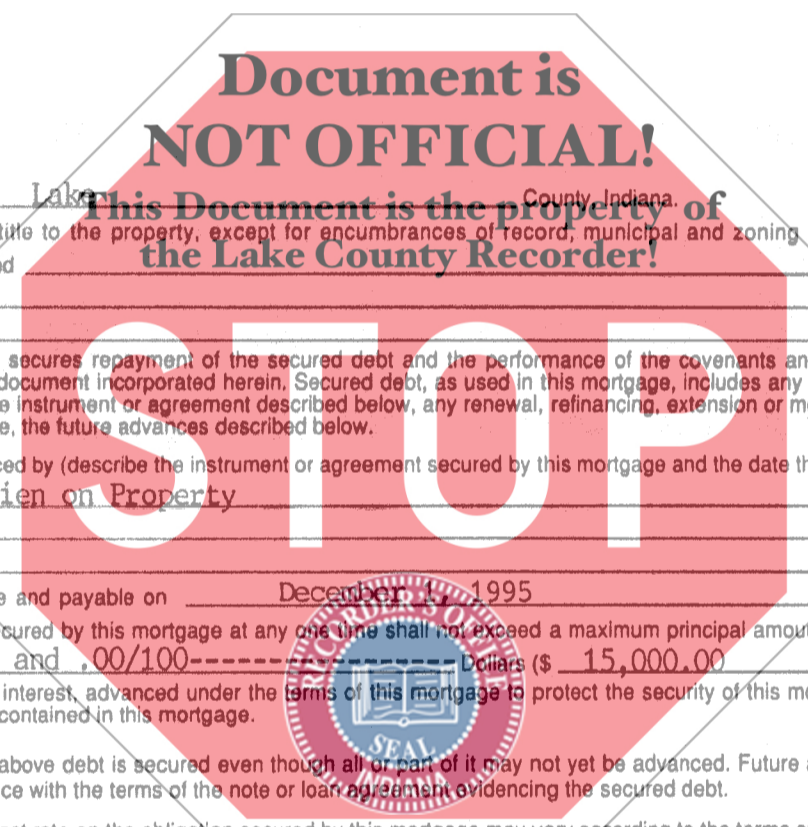 Document is
NOT OFFICIAL!
Lake County, Indiana.
This Document is the property of
title to the property, except for encumbrances of record, municipal and zoning
the Lake County Recorder!
STOP
secures repayment of the secured debt and the performance of the covenants an
document incorporated herein. Secured debt, as used in this mortgage, includes any
e instrument or agreement described below, any renewal, refinancing, extension or m
e, the future advances described below.
ced by (describe the instrument or agreement secured by this mortgage and the date th
ien on Property
e and payable on December 1, 1995
cured by this mortgage at any one time shall not exceed a maximum principal amou
and .00/100-------------------- Dollars ($ 15,000.00
interest, advanced under the terms of this mortgage to protect the security of this mo
contained in this mortgage.
RECORDER'S OFFICE
SEAL
INDIANA
above debt is secured even though all or part of it may not yet be advanced. Future a
ce with the terms of the note or loan agreement evidencing the secured debt.